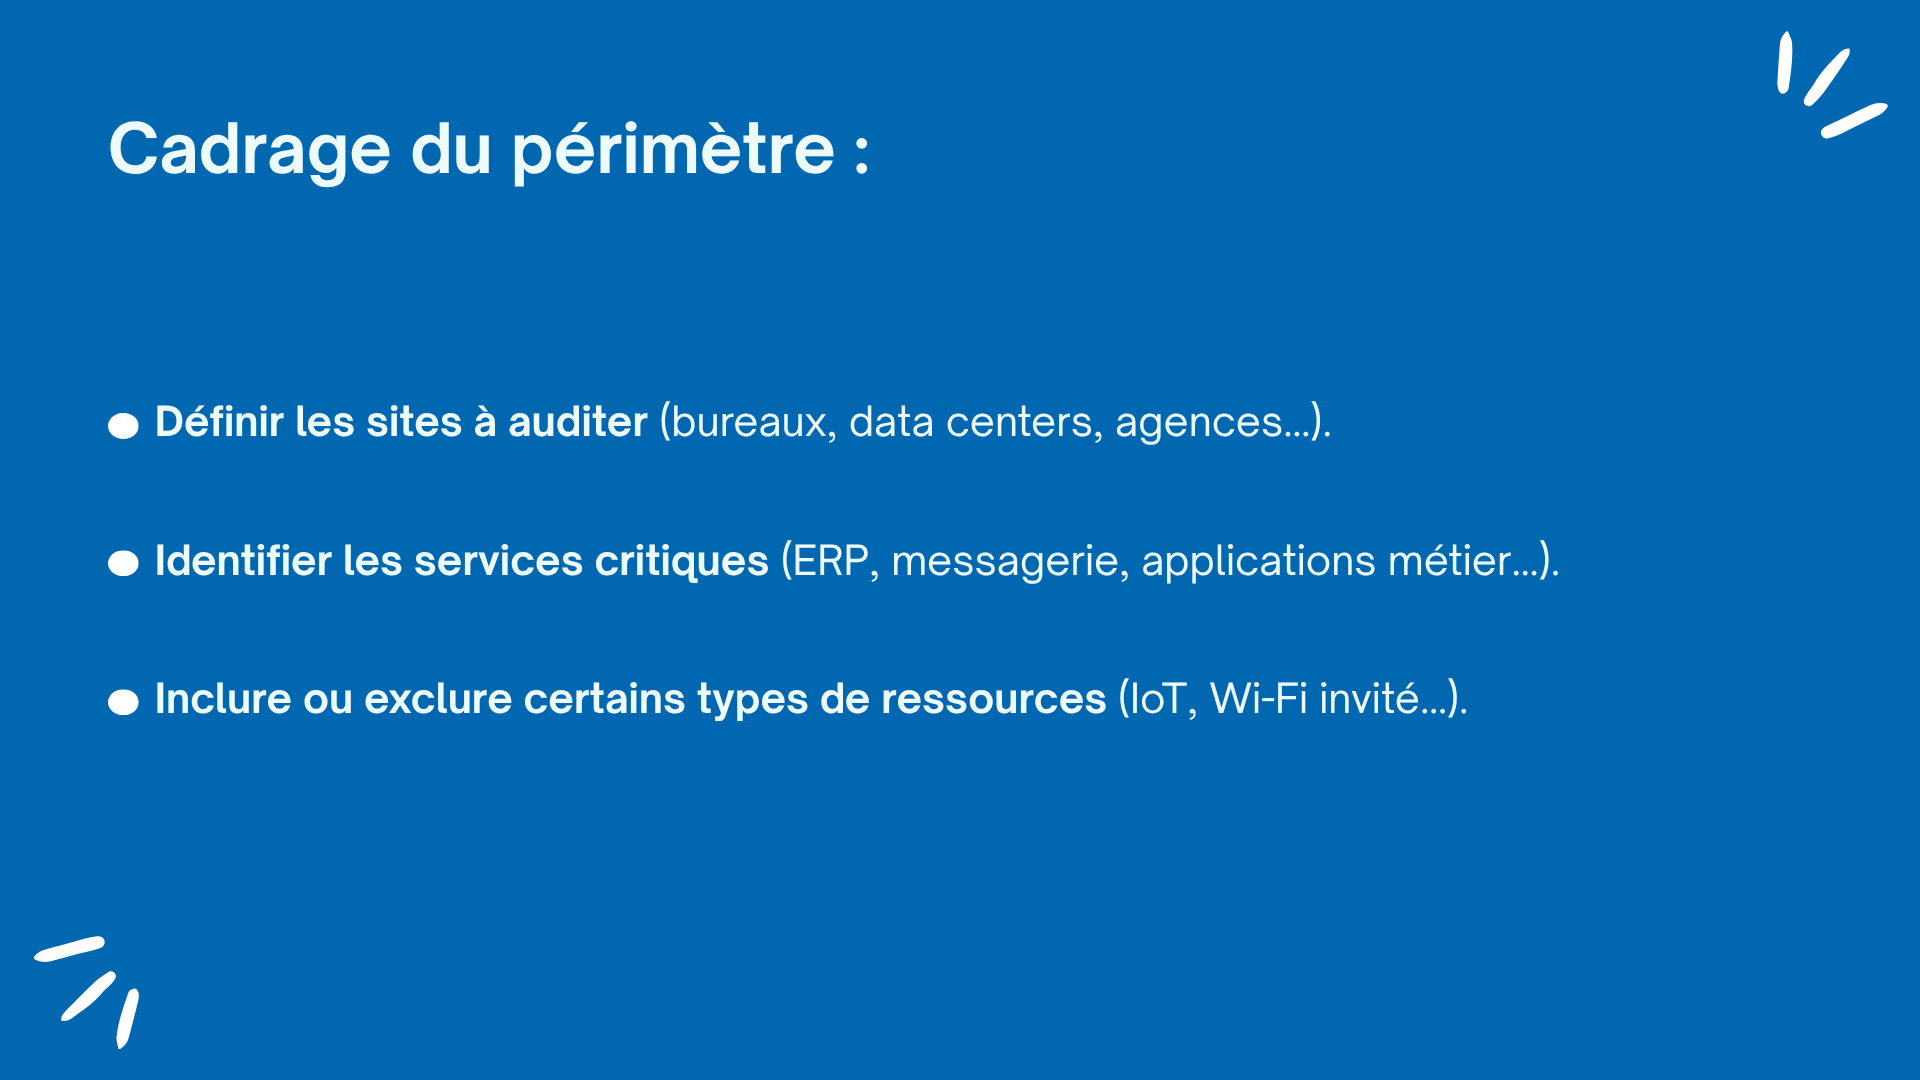 Cadrage du périmètre :
Définir les sites à auditer (bureaux, data centers, agences...).
Identifier les services critiques (ERP, messagerie, applications métier...).
Inclure ou exclure certains types de ressources (IoT, Wi-Fi invité...).